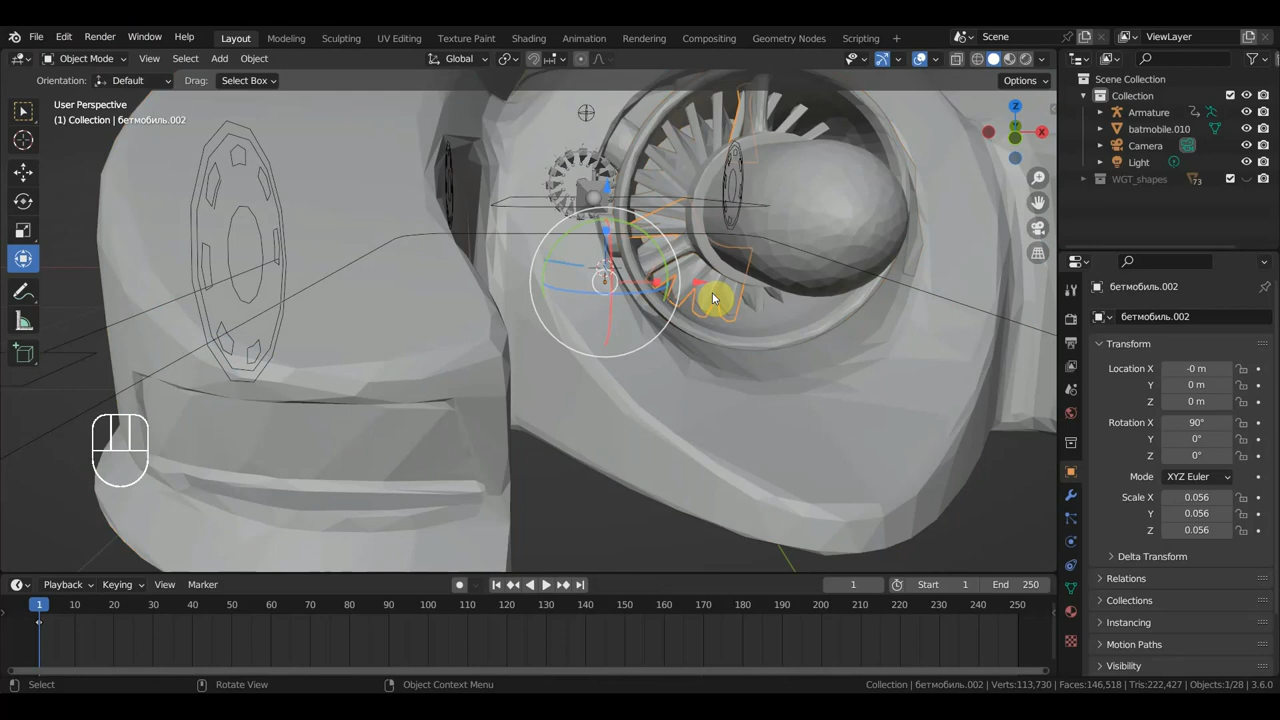 File Edit Render Window Help Layout Modeling Sculpting UV Editing Texture Paint Shading Animation Rendering Compositing Geometry Nodes Scripting Scene ViewLayer
Object Mode View Select Add Object Global
Orientation: Default Drag: Select Box Options
User Perspective
(1) Collection | бетмобиль.002
Z
Y
X
Scene Collection
Collection
Armature
batmobile.010
Camera
Light
WGT_shapes 73
бетмобиль.002
бетмобиль.002
Transform
Location X -0 m
Y 0 m
Z 0 m
Rotation X 90°
Y 0°
Z 0°
Mode XYZ Euler
Scale X 0.056
Y 0.056
Z 0.056
Delta Transform
Relations
Collections
Instancing
Motion Paths
Visibility
Playback Keying View Marker 1 Start 1 End 250
1 10 20 30 40 50 60 70 80 90 100 110 120 130 140 150 160 170 180 190 200 210 220 230 240 250
Select Rotate View Object Context Menu Collection | бетмобиль.002 | Verts:113,730 | Faces:146,518 | Tris:222,427 | Objects:1/28 | 3.6.0